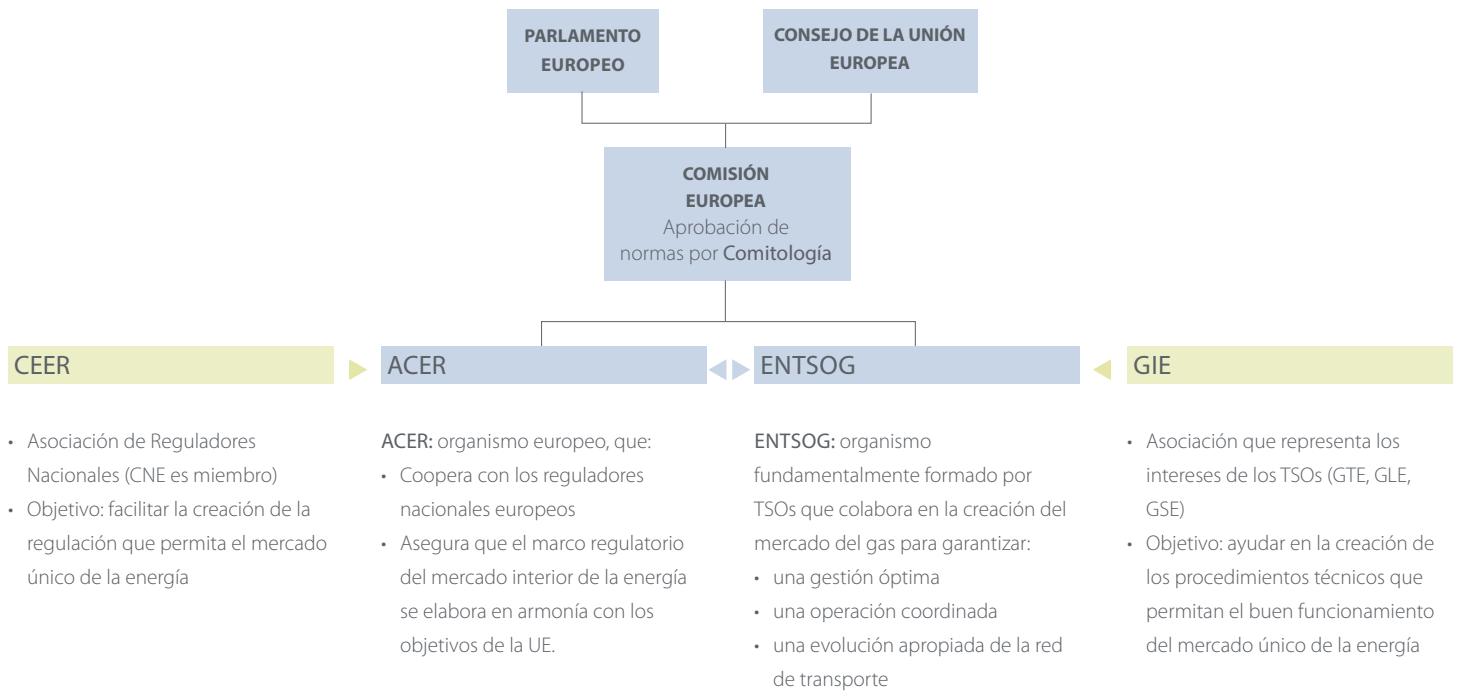 PARLAMENTO
EUROPEO
CONSEJO DE LA UNIÓN
EUROPEA
COMISIÓN
EUROPEA
Aprobación de
normas por Comitología
CEER
ACER
ENTSOG
GIE
• Asociación de Reguladores
Nacionales (CNE es miembro)
• Objetivo: facilitar la creación de la
regulación que permita el mercado
único de la energía
ACER: organismo europeo, que:
• Coopera con los reguladores
nacionales europeos
• Asegura que el marco regulatorio
del mercado interior de la energía
se elabora en armonía con los
objetivos de la UE.
ENTSOG: organismo
fundamentalmente formado por
TSOs que colabora en la creación del
mercado del gas para garantizar:
• una gestión óptima
• una operación coordinada
• una evolución apropiada de la red
de transporte
• Asociación que representa los
intereses de los TSOs (GTE, GLE,
GSE)
• Objetivo: ayudar en la creación de
los procedimientos técnicos que
permitan el buen funcionamiento
del mercado único de la energía